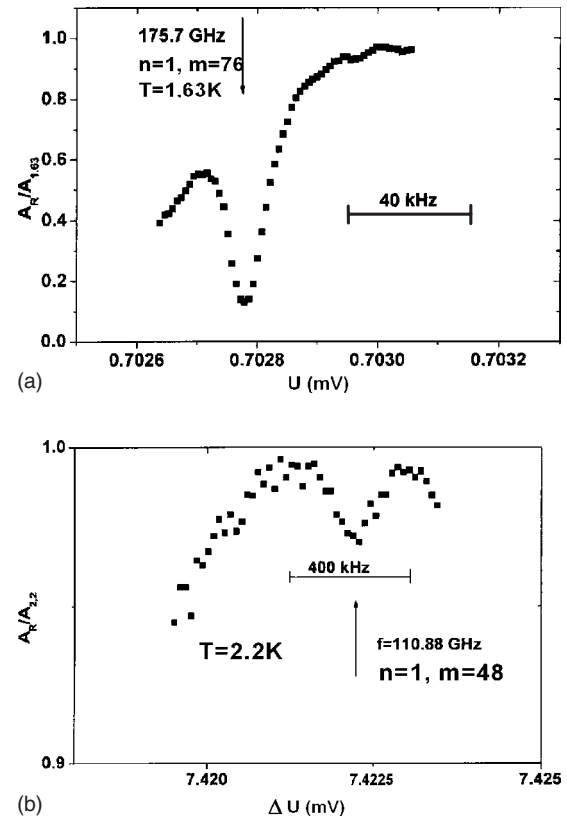 1.0
175.7 GHz
n=1, m=76
T=1.63K
0.8
A_R/A_1.63
0.6
0.4
40 kHz
0.2
0.0
0.7026 0.7028 0.7030 0.7032
(a)
U (mV)
1.0
400 kHz
A_R/A_2,2
T=2.2K
f=110.88 GHz
n=1, m=48
0.9
7.420 7.4225 7.425
(b)
Δ U (mV)